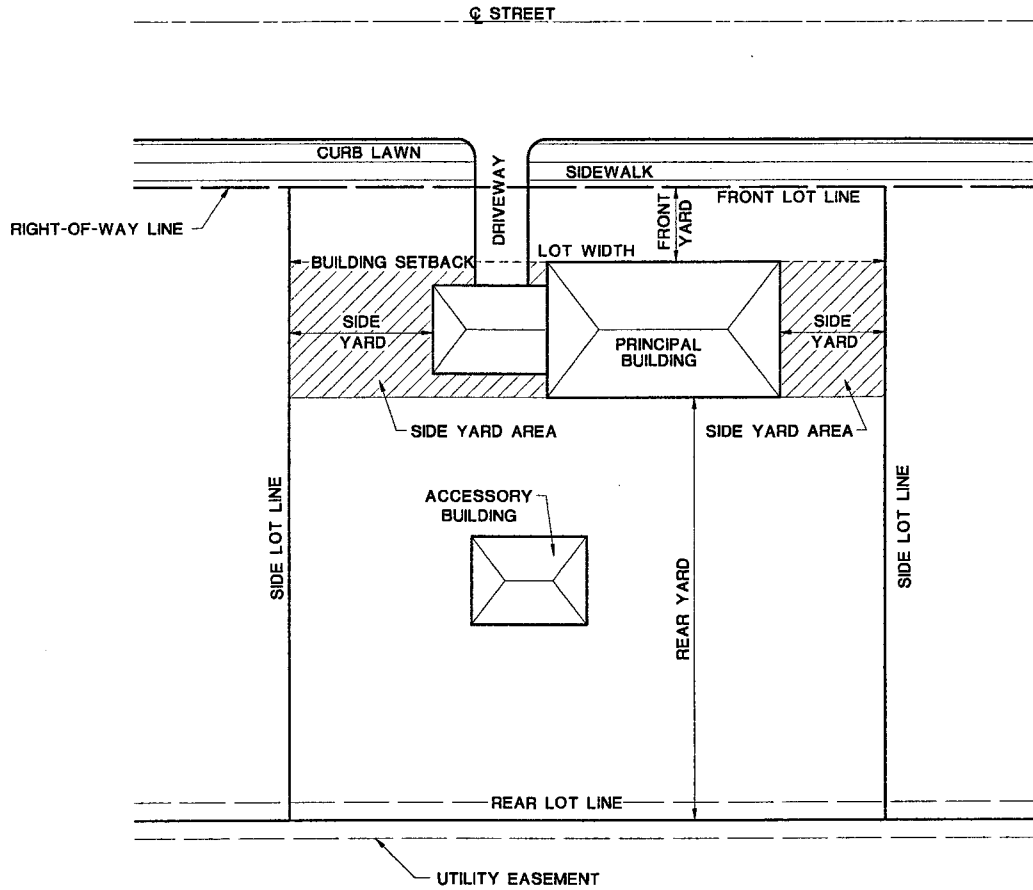 ℄ STREET
CURB LAWN
SIDEWALK
DRIVEWAY
FRONT LOT LINE
RIGHT-OF-WAY LINE
FRONT
YARD
LOT WIDTH
BUILDING SETBACK
SIDE
YARD
PRINCIPAL
BUILDING
SIDE
YARD
SIDE YARD AREA
SIDE YARD AREA
SIDE LOT LINE
ACCESSORY
BUILDING
REAR YARD
SIDE LOT LINE
REAR LOT LINE
UTILITY EASEMENT